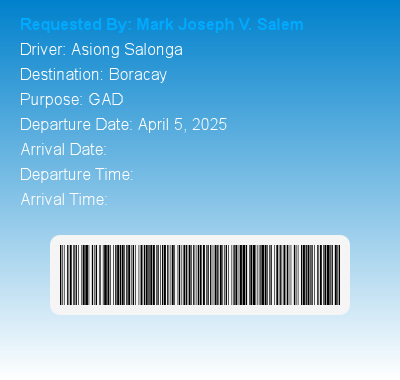 Requested By: Mark Joseph V. Salem
Driver: Asiong Salonga
Destination: Boracay
Purpose: GAD
Departure Date: April 5, 2025
Arrival Date:
Departure Time:
Arrival Time: